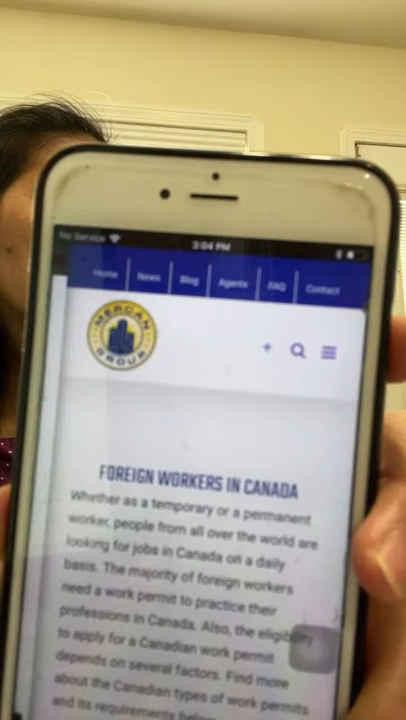 No Service
3:04 PM
Home News Blog Agents FAQ Contact
MERCAN GROUP
+
FOREIGN WORKERS IN CANADA
Whether as a temporary or a permanent
worker, people from all over the world are
looking for jobs in Canada on a daily
basis. The majority of foreign workers
need a work permit to practice their
professions in Canada. Also, the eligibility
to apply for a Canadian work permit
depends on several factors. Find more
about the Canadian types of work permits
and its requirements below